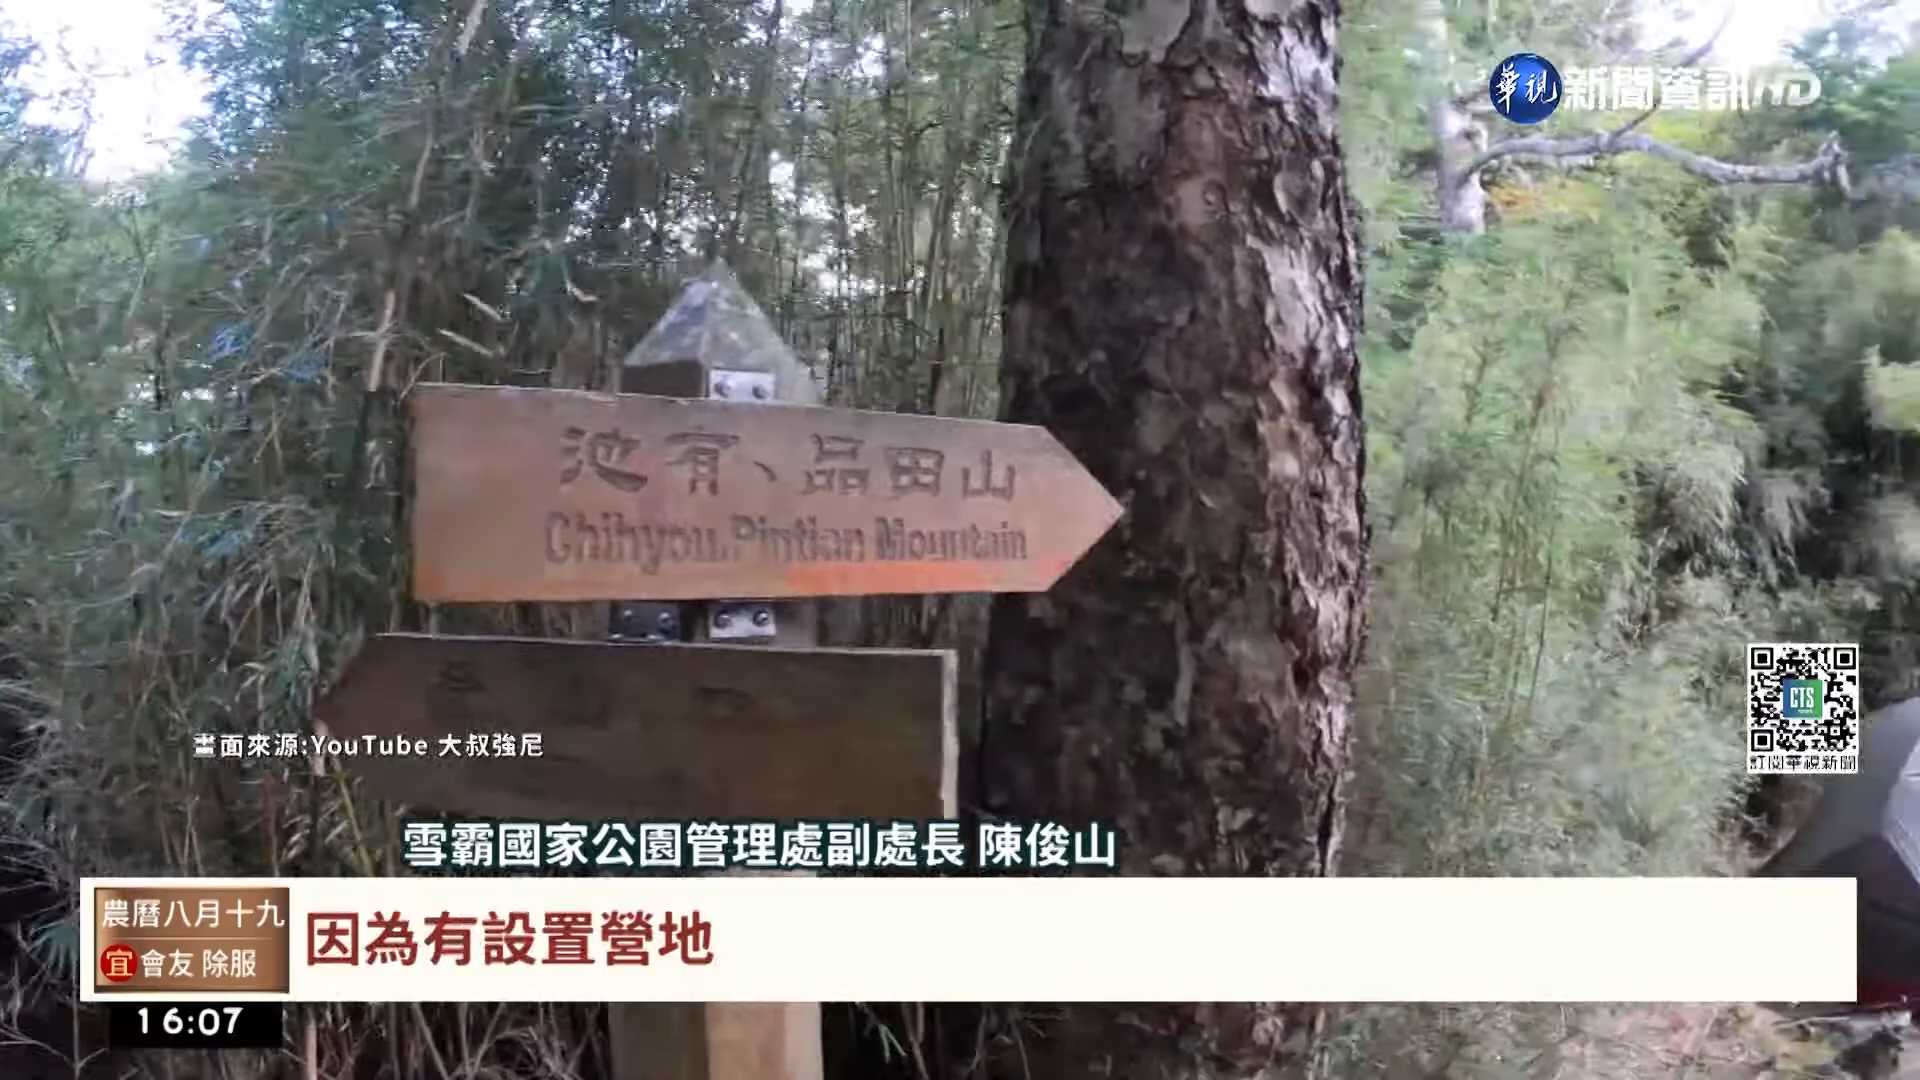 華視新聞資訊HD
池有、品田山
Chihyou.Pintian Mountain
CTS
訂閱華視新聞
畫面來源:YouTube 大叔強尼
雪霸國家公園管理處副處長 陳俊山
農曆八月十九
因為有設置營地
宜 會友 除服
16:07